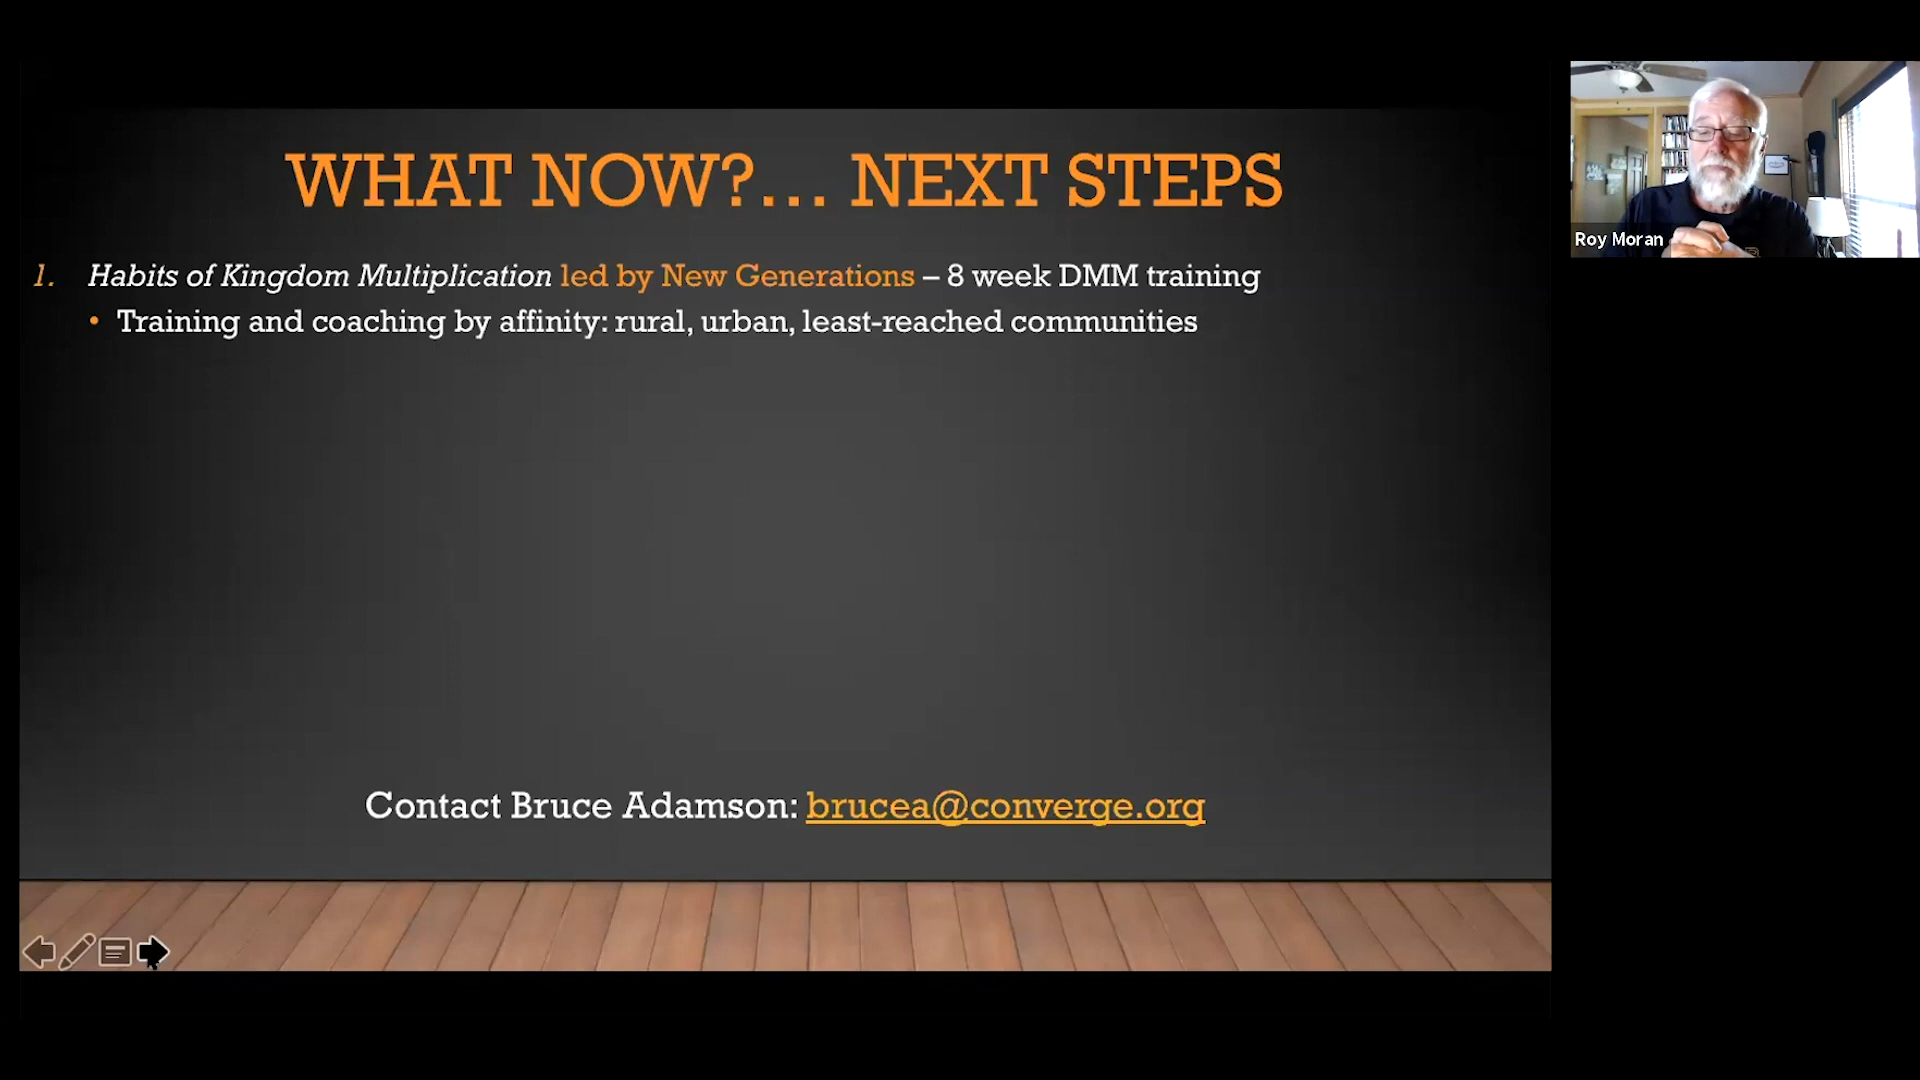 WHAT NOW?... NEXT STEPS
1. Habits of Kingdom Multiplication led by New Generations – 8 week DMM training
• Training and coaching by affinity: rural, urban, least-reached communities
Contact Bruce Adamson: brucea@converge.org
Roy Moran